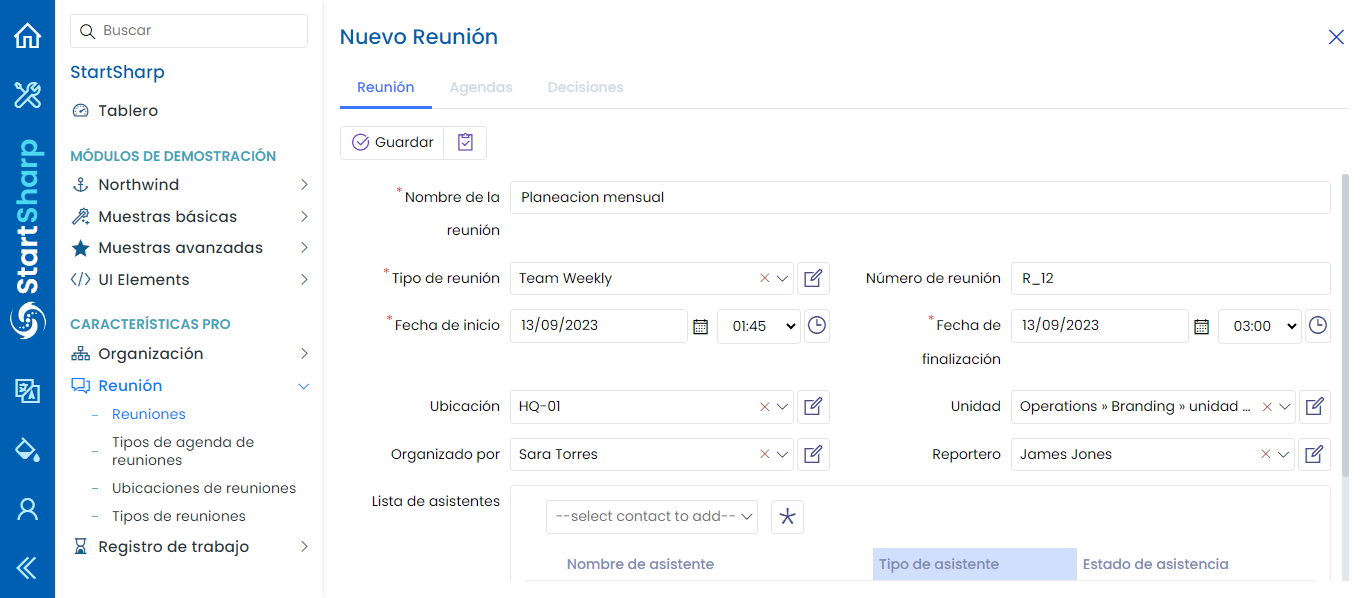 StartSharp
Buscar
StartSharp
Tablero
MÓDULOS DE DEMOSTRACIÓN
Northwind
Muestras básicas
Muestras avanzadas
UI Elements
CARACTERÍSTICAS PRO
Organización
Reunión
Reuniones
Tipos de agenda de
reuniones
Ubicaciones de reuniones
Tipos de reuniones
Registro de trabajo
Nuevo Reunión
Reunión Agendas Decisiones
Guardar
*Nombre de la
reunión
Planeacion mensual
*Tipo de reunión Team Weekly Número de reunión R_12
*Fecha de inicio 13/09/2023 01:45 *Fecha de
finalización
13/09/2023 03:00
Ubicación HQ-01 Unidad Operations » Branding » unidad ...
Organizado por Sara Torres Reportero James Jones
Lista de asistentes
--select contact to add--
Nombre de asistente Tipo de asistente Estado de asistencia